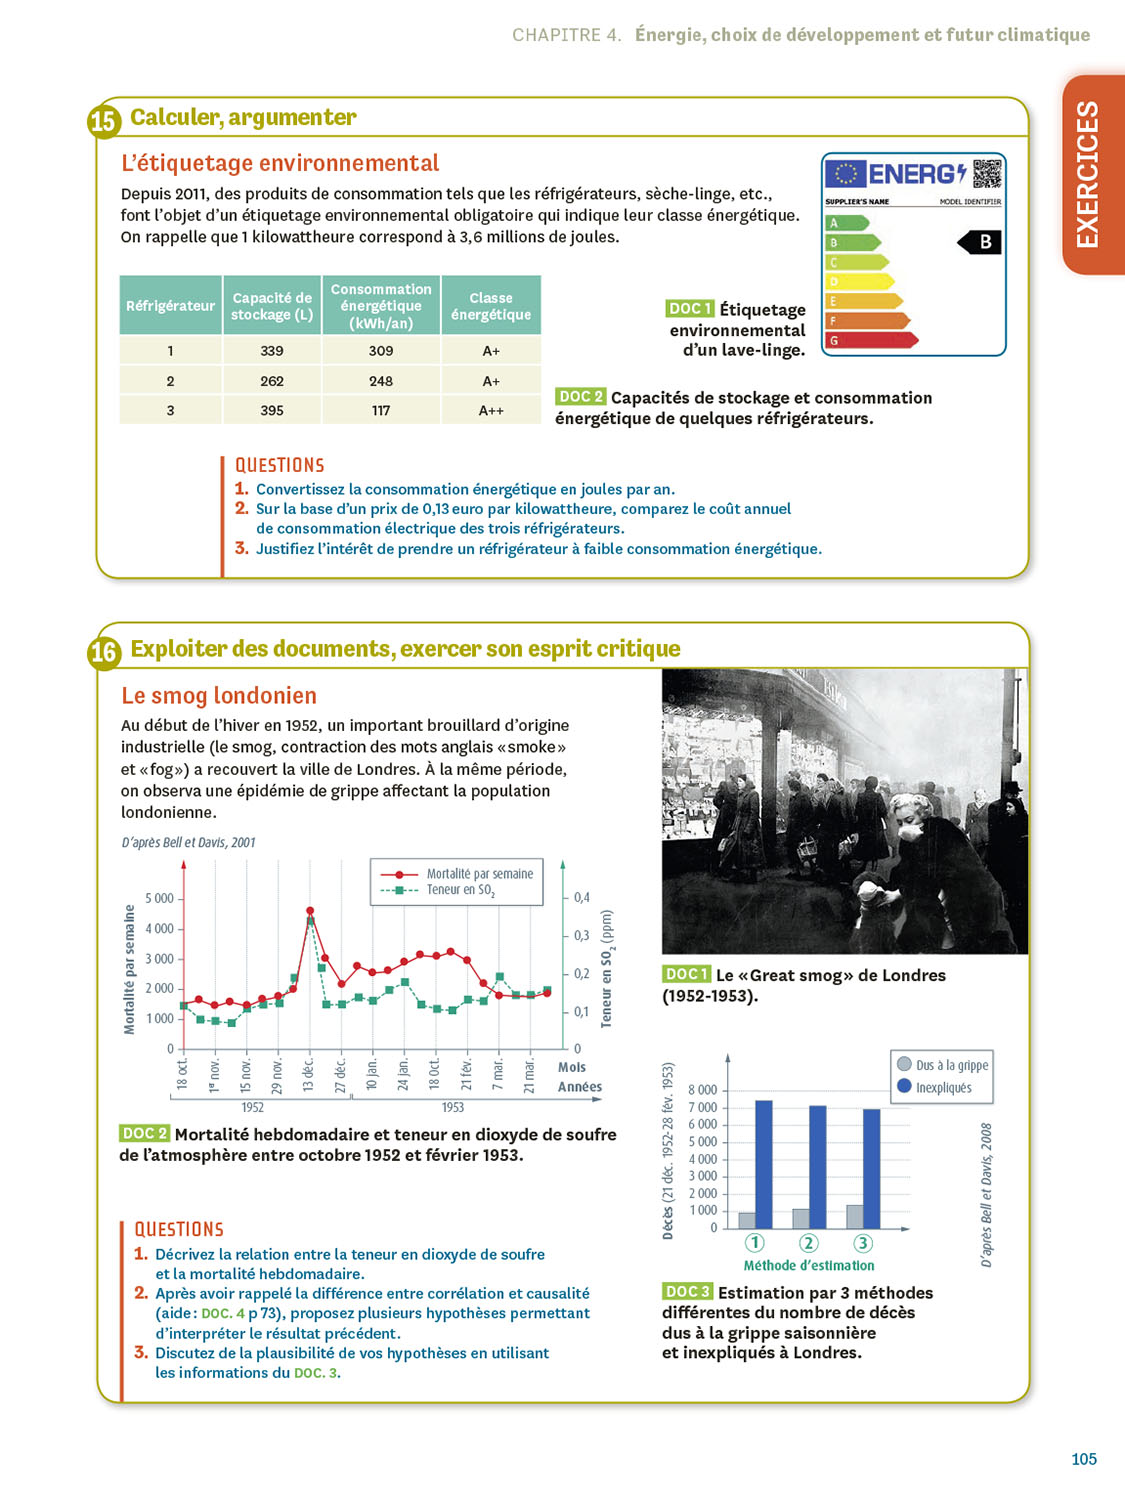 CHAPITRE 4. Énergie, choix de développement et futur climatique
EXERCICES
15 Calculer, argumenter
L’étiquetage environnemental
Depuis 2011, des produits de consommation tels que les réfrigérateurs, sèche-linge, etc.,
font l’objet d’un étiquetage environnemental obligatoire qui indique leur classe énergétique.
On rappelle que 1 kilowattheure correspond à 3,6 millions de joules.
ENERG
SUPPLIER’S NAME MODEL IDENTIFIER
A
B B
C
D
E
F
G
DOC 1 Étiquetage
environnemental
d’un lave-linge.
Réfrigérateur
Capacité de
stockage (L)
Consommation
énergétique
(kWh/an)
Classe
énergétique
1 339 309 A+
2 262 248 A+
3 395 117 A++
DOC 2 Capacités de stockage et consommation
énergétique de quelques réfrigérateurs.
QUESTIONS
1. Convertissez la consommation énergétique en joules par an.
2. Sur la base d’un prix de 0,13 euro par kilowattheure, comparez le coût annuel
de consommation électrique des trois réfrigérateurs.
3. Justifiez l’intérêt de prendre un réfrigérateur à faible consommation énergétique.
16 Exploiter des documents, exercer son esprit critique
Le smog londonien
Au début de l’hiver en 1952, un important brouillard d’origine
industrielle (le smog, contraction des mots anglais «smoke»
et «fog») a recouvert la ville de Londres. À la même période,
on observa une épidémie de grippe affectant la population
londonienne.
D’après Bell et Davis, 2001
Mortalité par semaine
Teneur en SO2
Mortalité par semaine
5 000
4 000
3 000
2 000
1 000
0
0,4
0,3
0,2
0,1
0
Teneur en SO2 (ppm)
18 oct.
1er nov.
15 nov.
29 nov.
13 déc.
27 déc.
10 jan.
24 jan.
18 Oct.
21 fév.
7 mar.
21 mar.
Mois
Années
1952 1953
DOC 2 Mortalité hebdomadaire et teneur en dioxyde de soufre
de l’atmosphère entre octobre 1952 et février 1953.
QUESTIONS
1. Décrivez la relation entre la teneur en dioxyde de soufre
et la mortalité hebdomadaire.
2. Après avoir rappelé la différence entre corrélation et causalité
(aide : DOC. 4 p 73), proposez plusieurs hypothèses permettant
d’interpréter le résultat précédent.
3. Discutez de la plausibilité de vos hypothèses en utilisant
les informations du DOC. 3.
DOC 1 Le «Great smog» de Londres
(1952-1953).
Dus à la grippe
Inexpliqués
Décès (21 déc. 1952-28 fév. 1953)
8 000
7 000
6 000
5 000
4 000
3 000
2 000
1 000
0
1 2 3
Méthode d’estimation
D’après Bell et Davis, 2008
DOC 3 Estimation par 3 méthodes
différentes du nombre de décès
dus à la grippe saisonnière
et inexpliqués à Londres.
105